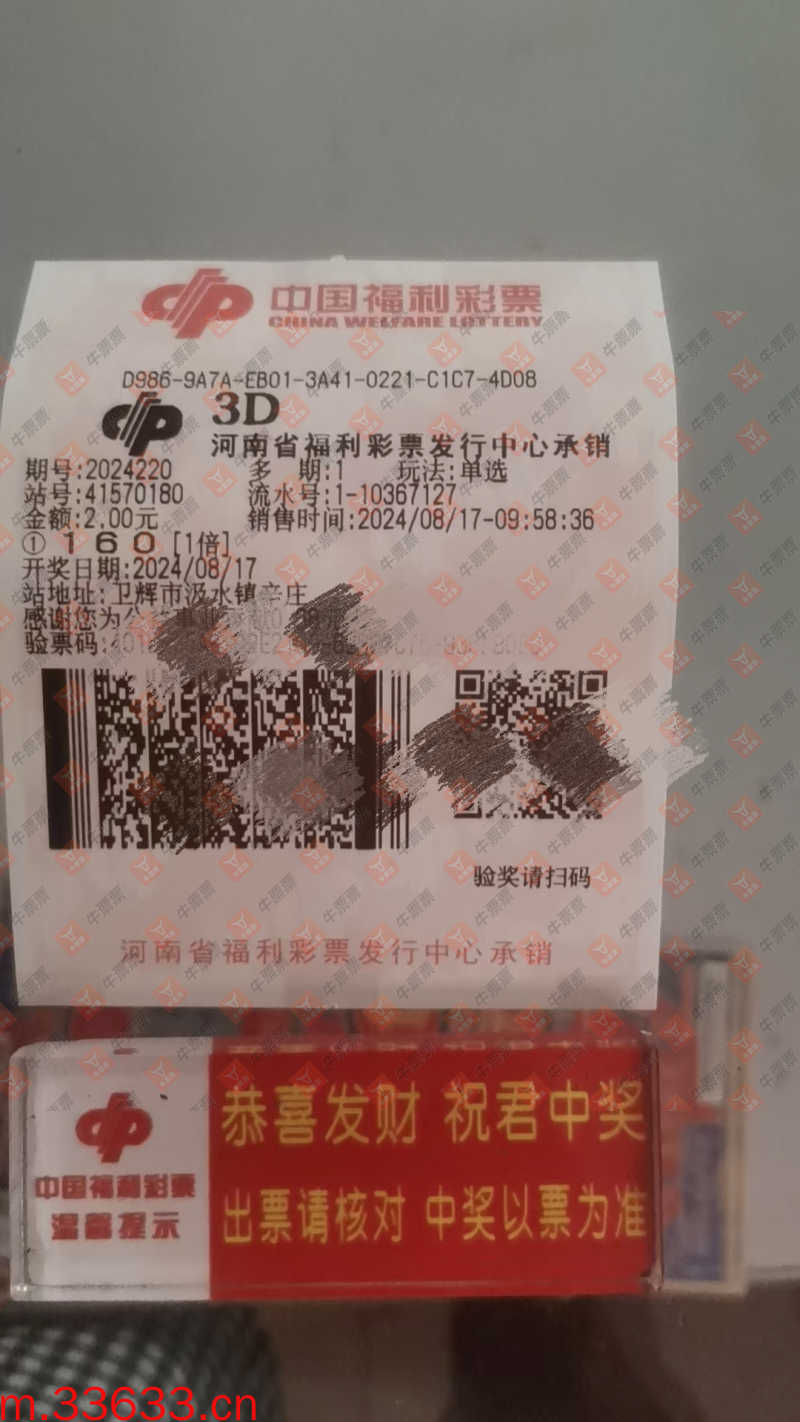 中国福利彩票
CHINA WELFARE LOTTERY
D986-9A7A-EB01-3A41-0221-C1C7-4D08
3D
河南省福利彩票发行中心承销
期号:2024220 多 期:1 玩法:单选
站号:41570180 流水号:1-10367127
金额:2.00元 销售时间:2024/08/17-09:58:36
① 1 6 0 [1倍]
开奖日期:2024/08/17
站地址:卫辉市汲水镇辛庄
感谢您为公
验票码:
验奖请扫码
河南省福利彩票发行中心承销
中国福利彩票
温馨提示
恭喜发财 祝君中奖
出票请核对 中奖以票为准
牛票票
m.33633.cn